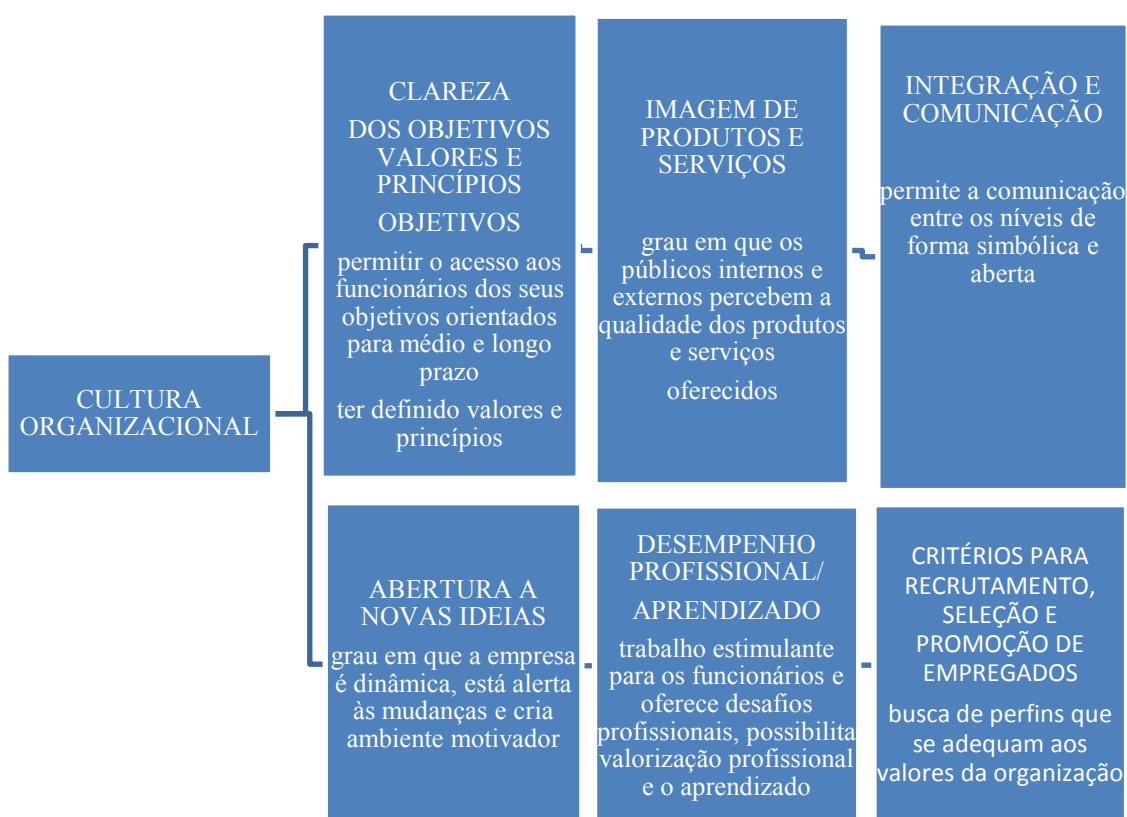 CULTURA
ORGANIZACIONAL
CLAREZA
DOS OBJETIVOS
VALORES E
PRINCÍPIOS
OBJETIVOS
permitir o acesso aos
funcionários dos seus
objetivos orientados
para médio e longo
prazo
ter definido valores e
princípios
IMAGEM DE
PRODUTOS E
SERVIÇOS
grau em que os
públicos internos e
externos percebem a
qualidade dos produtos
e serviços
oferecidos
INTEGRAÇÃO E
COMUNICAÇÃO
permite a comunicação
entre os níveis de
forma simbólica e
aberta
ABERTURA A
NOVAS IDEIAS
grau em que a empresa
é dinâmica, está alerta
às mudanças e cria
ambiente motivador
DESEMPENHO
PROFISSIONAL/
APRENDIZADO
trabalho estimulante
para os funcionários e
oferece desafios
profissionais, possibilita
valorização profissional
e o aprendizado
CRITÉRIOS PARA
RECRUTAMENTO,
SELEÇÃO E
PROMOÇÃO DE
EMPREGADOS
busca de perfins que
se adequam aos
valores da organização